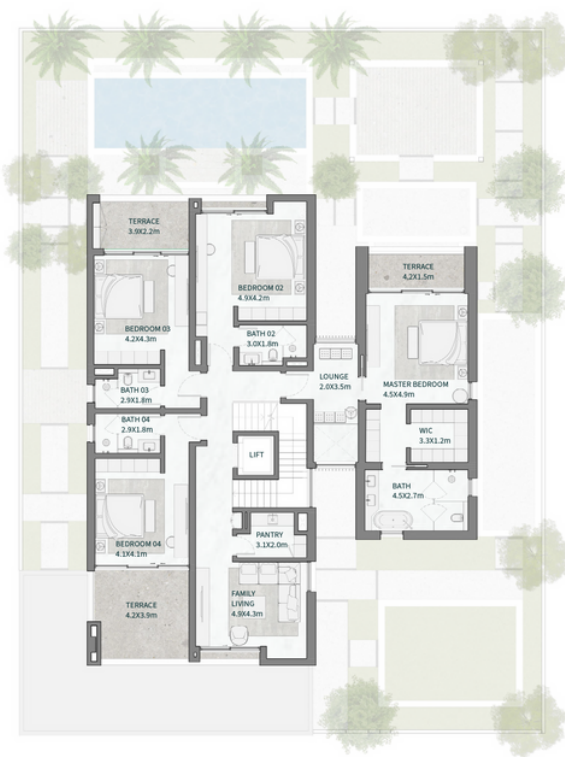 TERRACE
3.9X2.2m
BEDROOM 02
4.9X4.2m
TERRACE
4.2X1.5m
BEDROOM 03
4.2X4.3m
BATH 02
3.0X1.8m
LOUNGE
2.0X3.5m
MASTER BEDROOM
4.5X4.9m
BATH 03
2.9X1.8m
BATH 04
2.9X1.8m
WIC
3.3X1.2m
LIFT
BATH
4.5X2.7m
BEDROOM 04
4.1X4.1m
PANTRY
3.1X2.0m
TERRACE
4.2X3.9m
FAMILY
LIVING
4.9X4.3m